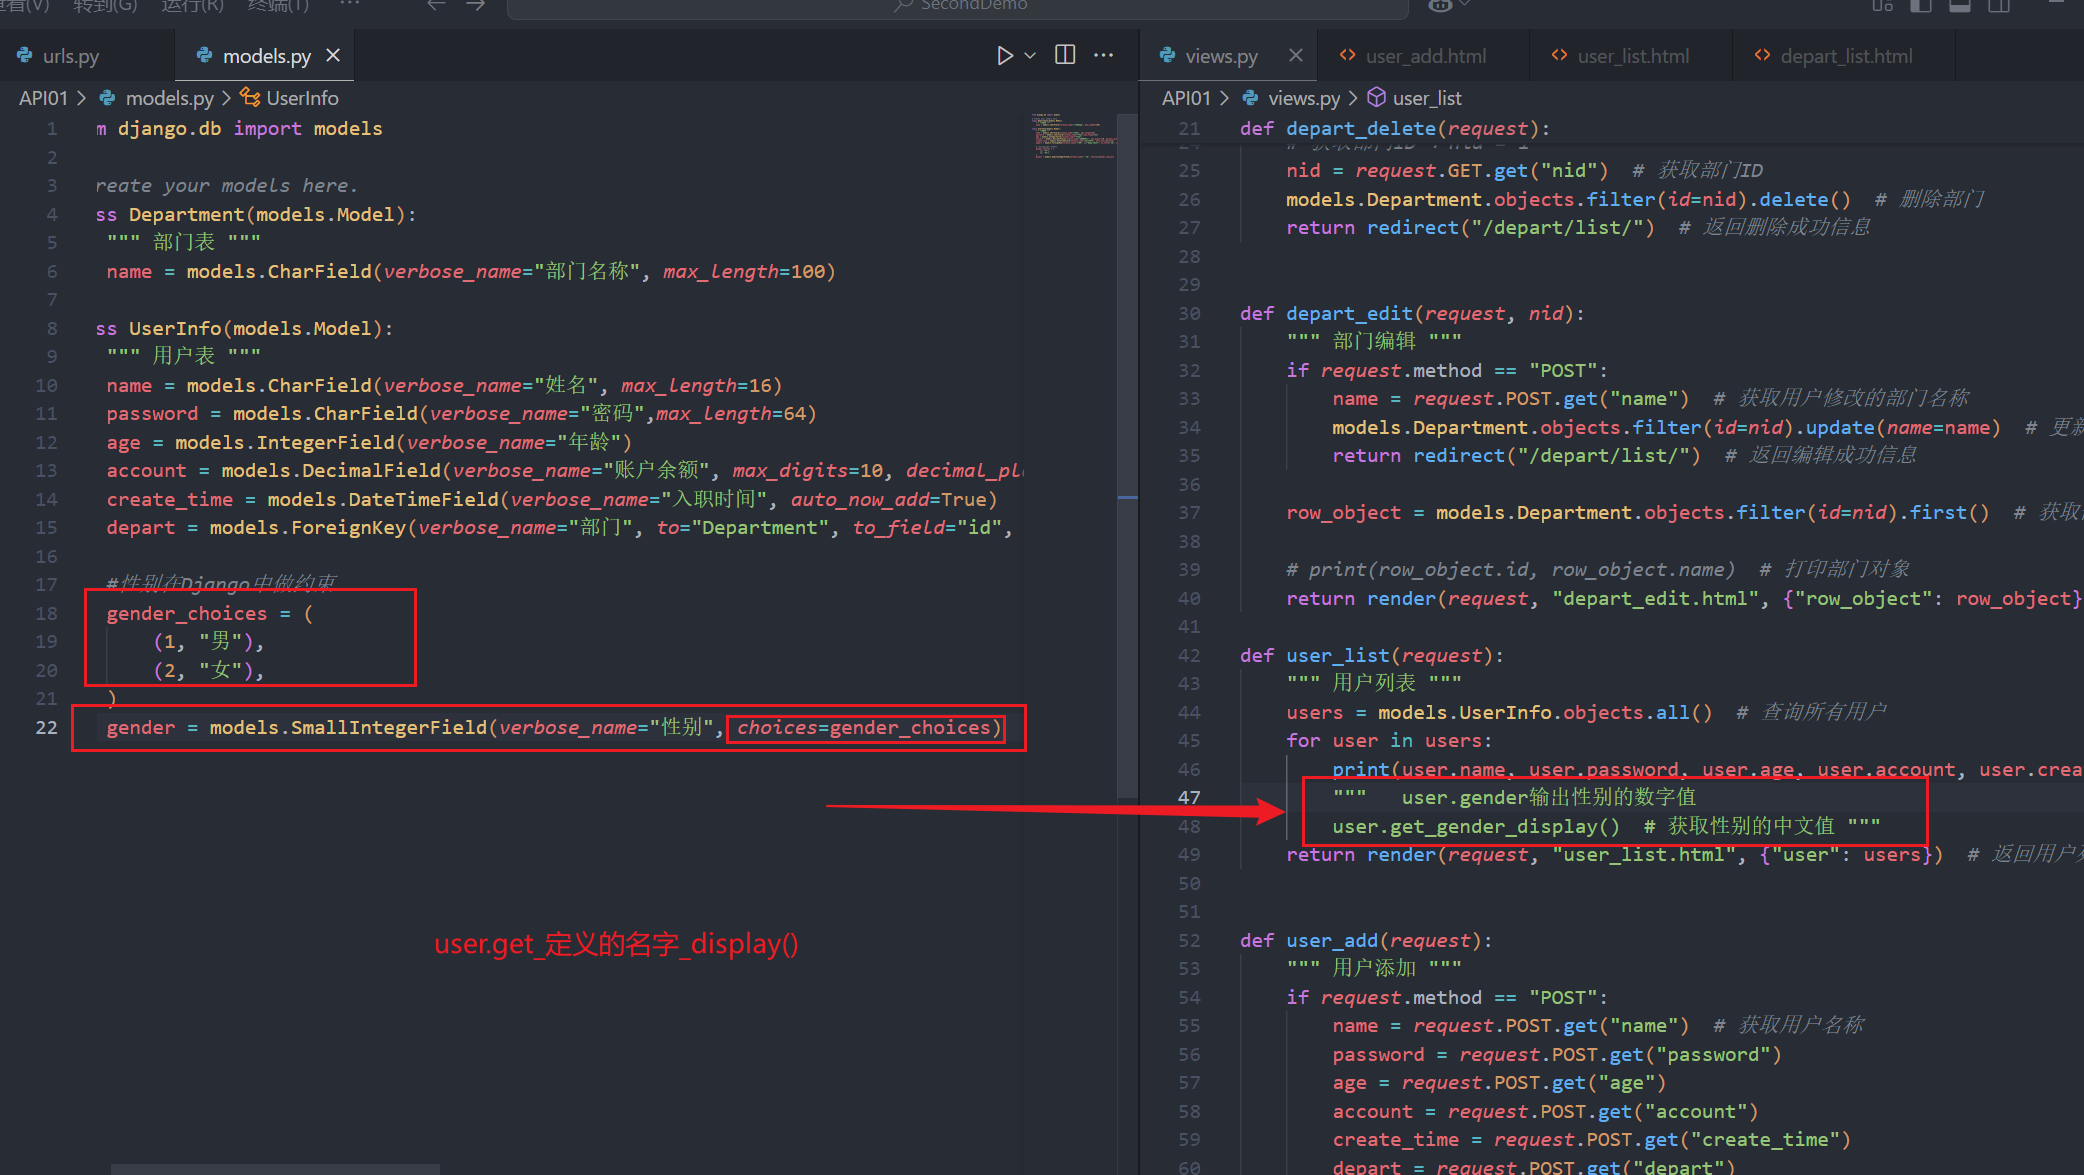 转到(G) 运行(R) 终端(T) ···
SecondDemo
urls.py
models.py
API01 > models.py > UserInfo
1 m django.db import models
2
3 reate your models here.
4 ss Department(models.Model):
5 """ 部门表 """
6 name = models.CharField(verbose_name="部门名称", max_length=100)
7
8 ss UserInfo(models.Model):
9 """ 用户表 """
10 name = models.CharField(verbose_name="姓名", max_length=16)
11 password = models.CharField(verbose_name="密码",max_length=64)
12 age = models.IntegerField(verbose_name="年龄")
13 account = models.DecimalField(verbose_name="账户余额", max_digits=10, decimal_pl
14 create_time = models.DateTimeField(verbose_name="入职时间", auto_now_add=True)
15 depart = models.ForeignKey(verbose_name="部门", to="Department", to_field="id",
16
17 #性别在Django中做约束
18 gender_choices = (
19 (1, "男"),
20 (2, "女"),
21 )
22 gender = models.SmallIntegerField(verbose_name="性别", choices=gender_choices)
user.get_定义的名字_display()
views.py
user_add.html
user_list.html
depart_list.html
API01 > views.py > user_list
21 def depart_delete(request):
25 nid = request.GET.get("nid") # 获取部门ID
26 models.Department.objects.filter(id=nid).delete() # 删除部门
27 return redirect("/depart/list/") # 返回删除成功信息
28
29
30 def depart_edit(request, nid):
31 """ 部门编辑 """
32 if request.method == "POST":
33 name = request.POST.get("name") # 获取用户修改的部门名称
34 models.Department.objects.filter(id=nid).update(name=name) # 更新
35 return redirect("/depart/list/") # 返回编辑成功信息
36
37 row_object = models.Department.objects.filter(id=nid).first() # 获取
38
39 # print(row_object.id, row_object.name) # 打印部门对象
40 return render(request, "depart_edit.html", {"row_object": row_object}
41
42 def user_list(request):
43 """ 用户列表 """
44 users = models.UserInfo.objects.all() # 查询所有用户
45 for user in users:
46 print(user.name, user.password, user.age, user.account, user.crea
47 """ user.gender输出性别的数字值
48 user.get_gender_display() # 获取性别的中文值 """
49 return render(request, "user_list.html", {"user": users}) # 返回用户
50
51
52 def user_add(request):
53 """ 用户添加 """
54 if request.method == "POST":
55 name = request.POST.get("name") # 获取用户名称
56 password = request.POST.get("password")
57 age = request.POST.get("age")
58 account = request.POST.get("account")
59 create_time = request.POST.get("create_time")
60 depart = request.POST.get("depart")